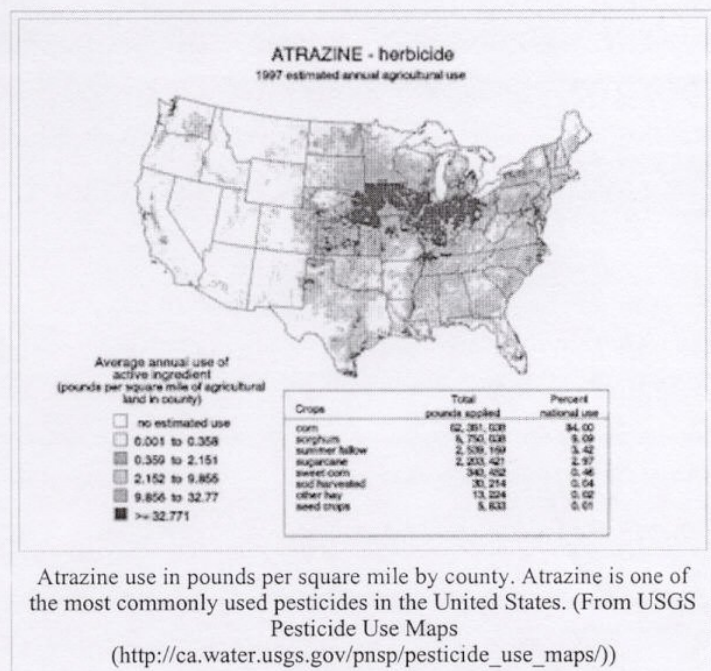 ATRAZINE - herbicide
1997 estimated annual agricultural use
Average annual use of
active ingredient
(pounds per square mile of agricultural
land in county)
no estimated use
0.001 to 0.358
0.359 to 2.151
2.152 to 9.855
9.856 to 32.77
>= 32.771
Crops Total pounds applied Percent national use
corn 84.00
sorghum 9.09
summer fallow 3.42
sugarcane 2.97
sweet corn 0.46
sod harvested 30,214 0.04
other hay 13,224 0.02
seed crops 0.01
Atrazine use in pounds per square mile by county. Atrazine is one of
the most commonly used pesticides in the United States. (From USGS
Pesticide Use Maps
(http://ca.water.usgs.gov/pnsp/pesticide_use_maps/))